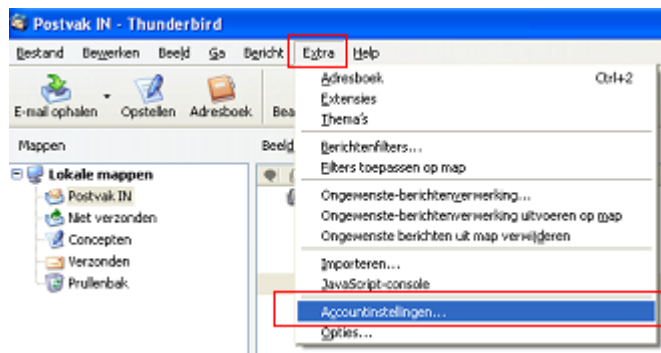 Postvak IN - Thunderbird
Bestand Bewerken Beeld Ga Bericht Extra Help
E-mail ophalen Opstellen Adresboek Bea
Mappen Beeld
Lokale mappen
Postvak IN
Niet verzonden
Concepten
Verzonden
Prullenbak
Adresboek Ctrl+2
Extensies
Thema's
Berichtenfilters...
Filters toepassen op map
Ongewenste-berichtenverwerking...
Ongewenste-berichtenverwerking uitvoeren op map
Ongewenste berichten uit map verwijderen
Importeren...
JavaScript-console
Accountinstellingen...
Opties...